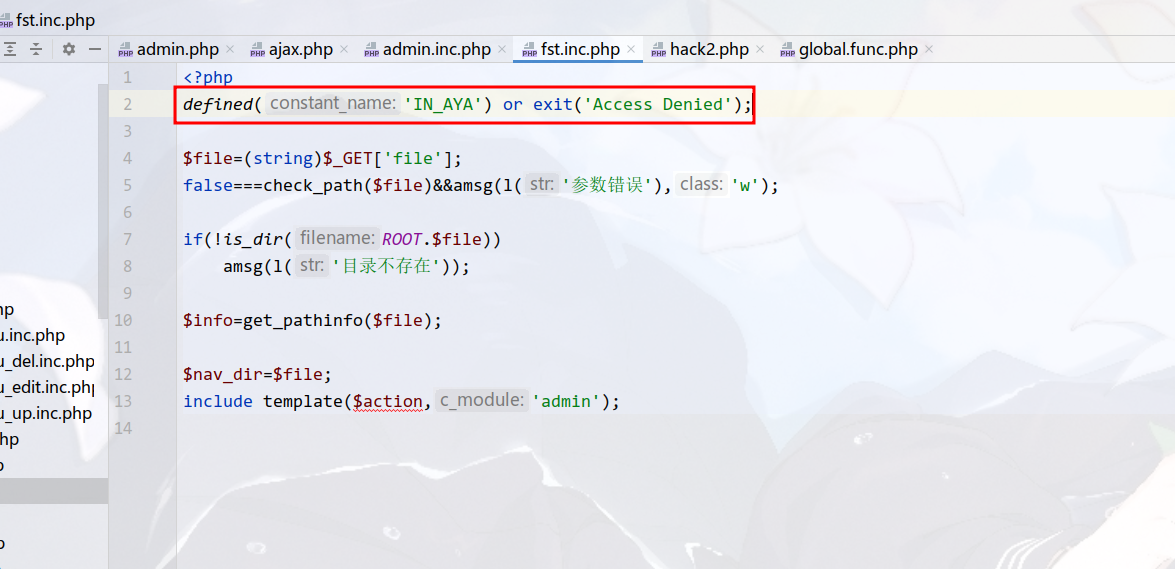 fst.inc.php
admin.php × ajax.php × admin.inc.php × fst.inc.php × hack2.php × global.func.php ×
1 <?php
2 defined( constant_name: 'IN_AYA') or exit('Access Denied');
3
4 $file=(string)$_GET['file'];
5 false===check_path($file)&&amsg(l( str: '参数错误'), class: 'w');
6
7 if(!is_dir( filename: ROOT.$file))
8 amsg(l( str: '目录不存在'));
9
10 $info=get_pathinfo($file);
11
12 $nav_dir=$file;
13 include template($action, c_module: 'admin');
14
hp
u.inc.php
u_del.inc.php
u_edit.inc.php
u_up.inc.php
hp